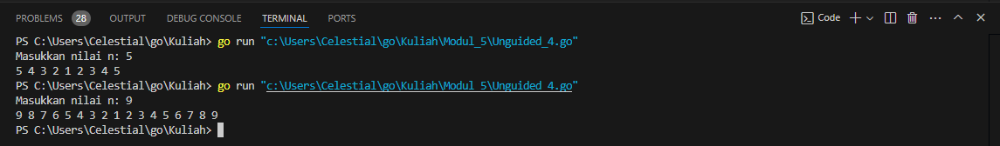 PROBLEMS 28 OUTPUT DEBUG CONSOLE TERMINAL PORTS Code
PS C:\Users\Celestial\go\Kuliah> go run "c:\Users\Celestial\go\Kuliah\Modul_5\Unguided_4.go"
Masukkan nilai n: 5
5 4 3 2 1 2 3 4 5
PS C:\Users\Celestial\go\Kuliah> go run "c:\Users\Celestial\go\Kuliah\Modul_5\Unguided_4.go"
Masukkan nilai n: 9
9 8 7 6 5 4 3 2 1 2 3 4 5 6 7 8 9
PS C:\Users\Celestial\go\Kuliah>